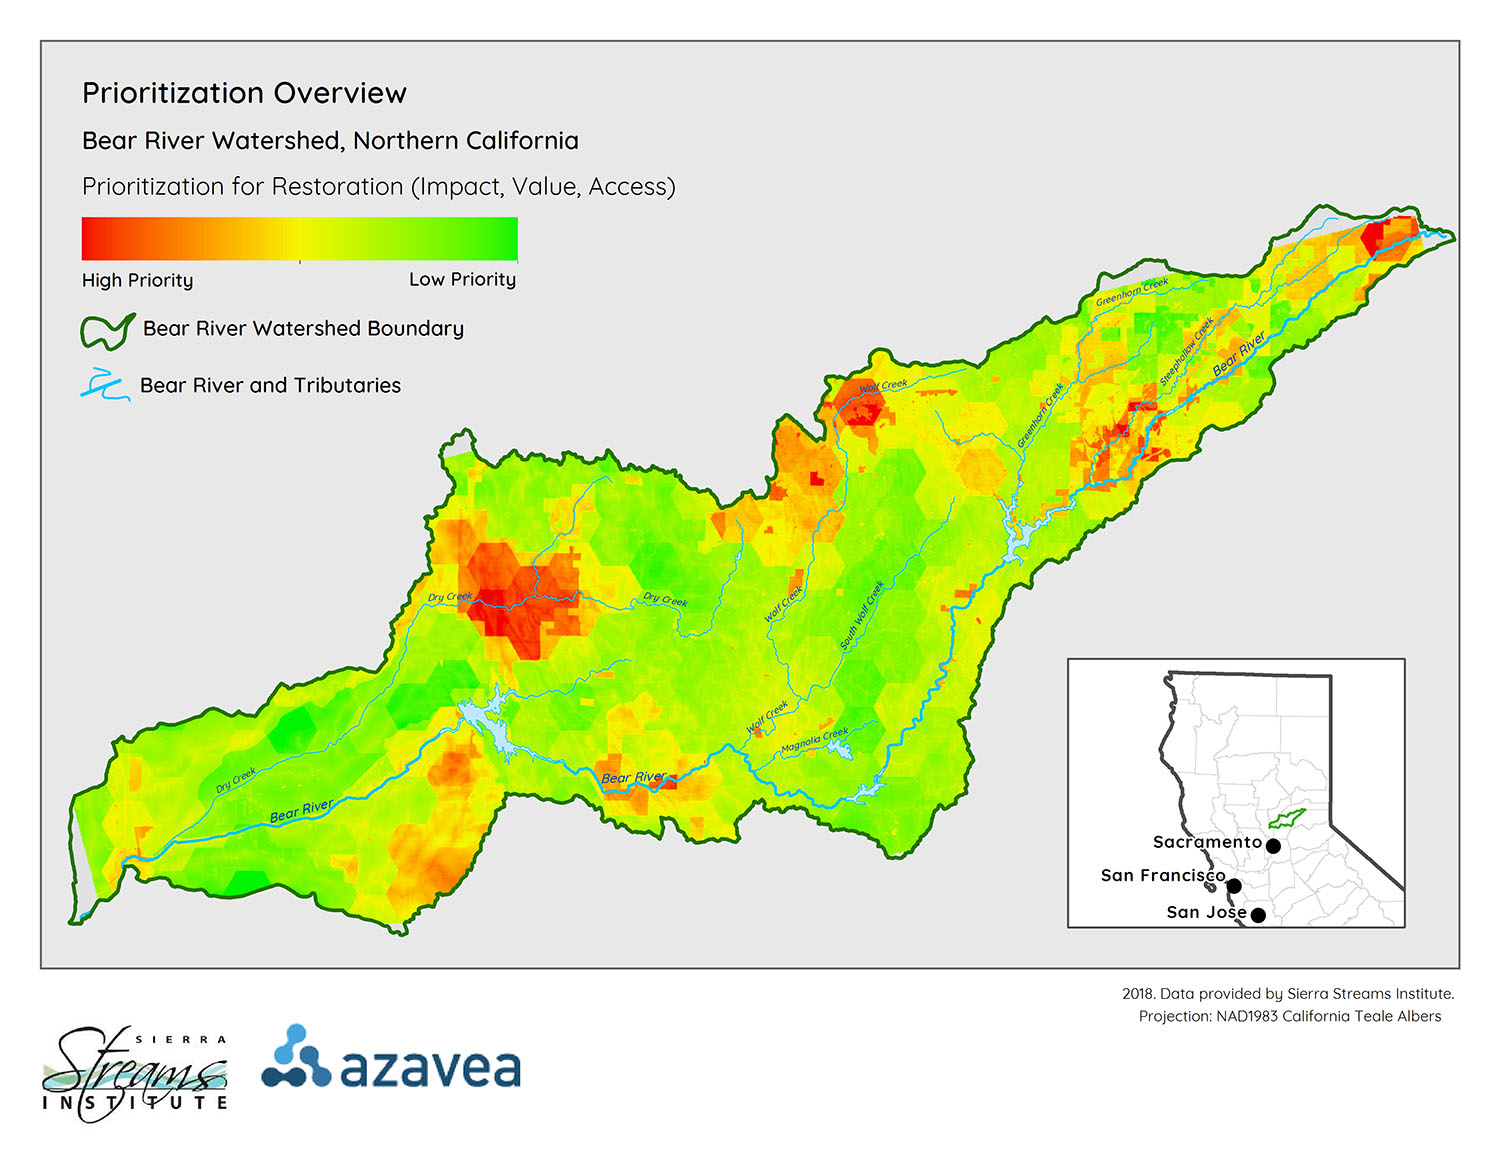 Prioritization Overview
Bear River Watershed, Northern California
Prioritization for Restoration (Impact, Value, Access)
High Priority
Low Priority
Bear River Watershed Boundary
Bear River and Tributaries
Greenhorn Creek
Steephollow Creek
Bear River
Wolf Creek
Greenhorn Creek
Dry Creek
Dry Creek
Wolf Creek
South Wolf Creek
Wolf Creek
Magnolia Creek
Bear River
Dry Creek
Bear River
Sacramento
San Francisco
San Jose
2018. Data provided by Sierra Streams Institute.
Projection: NAD1983 California Teale Albers
SIERRA
Streams
INSTITUTE
azavea